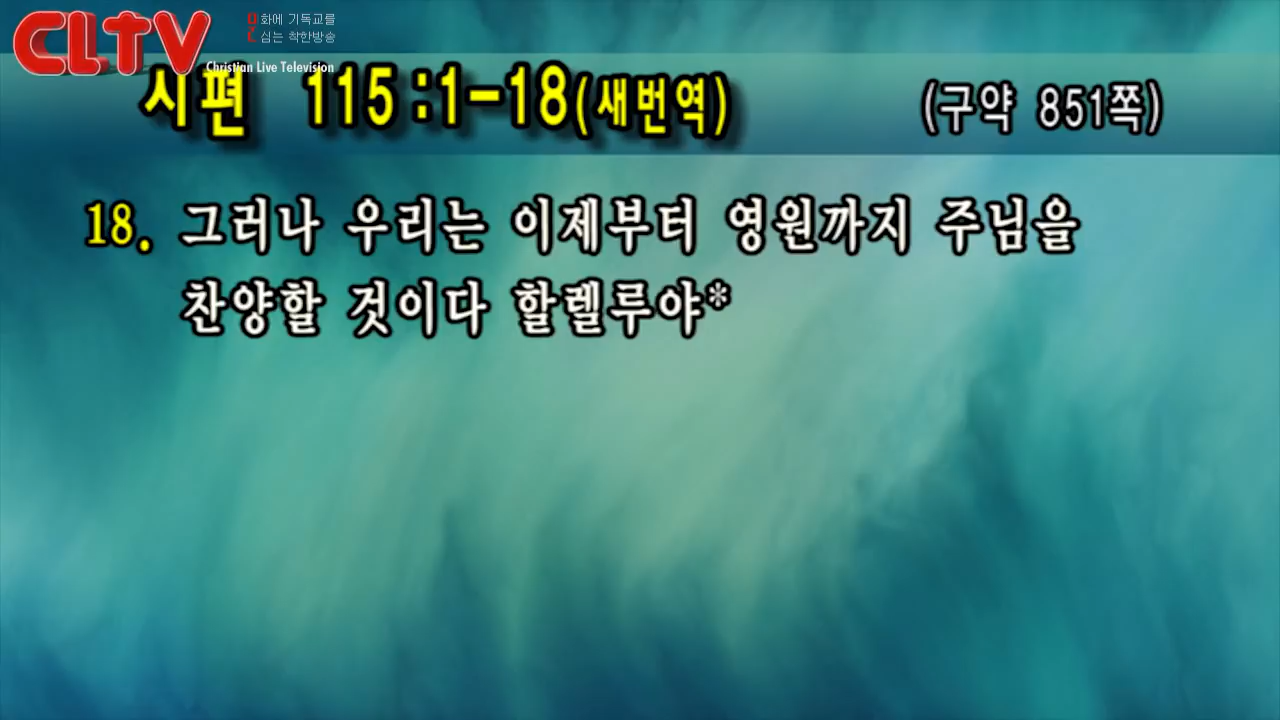 CLTV
문화에 기독교를
심는 착한방송
Christian Live Television
시편 115:1-18(새번역) (구약 851쪽)
18. 그러나 우리는 이제부터 영원까지 주님을
찬양할 것이다 할렐루야*